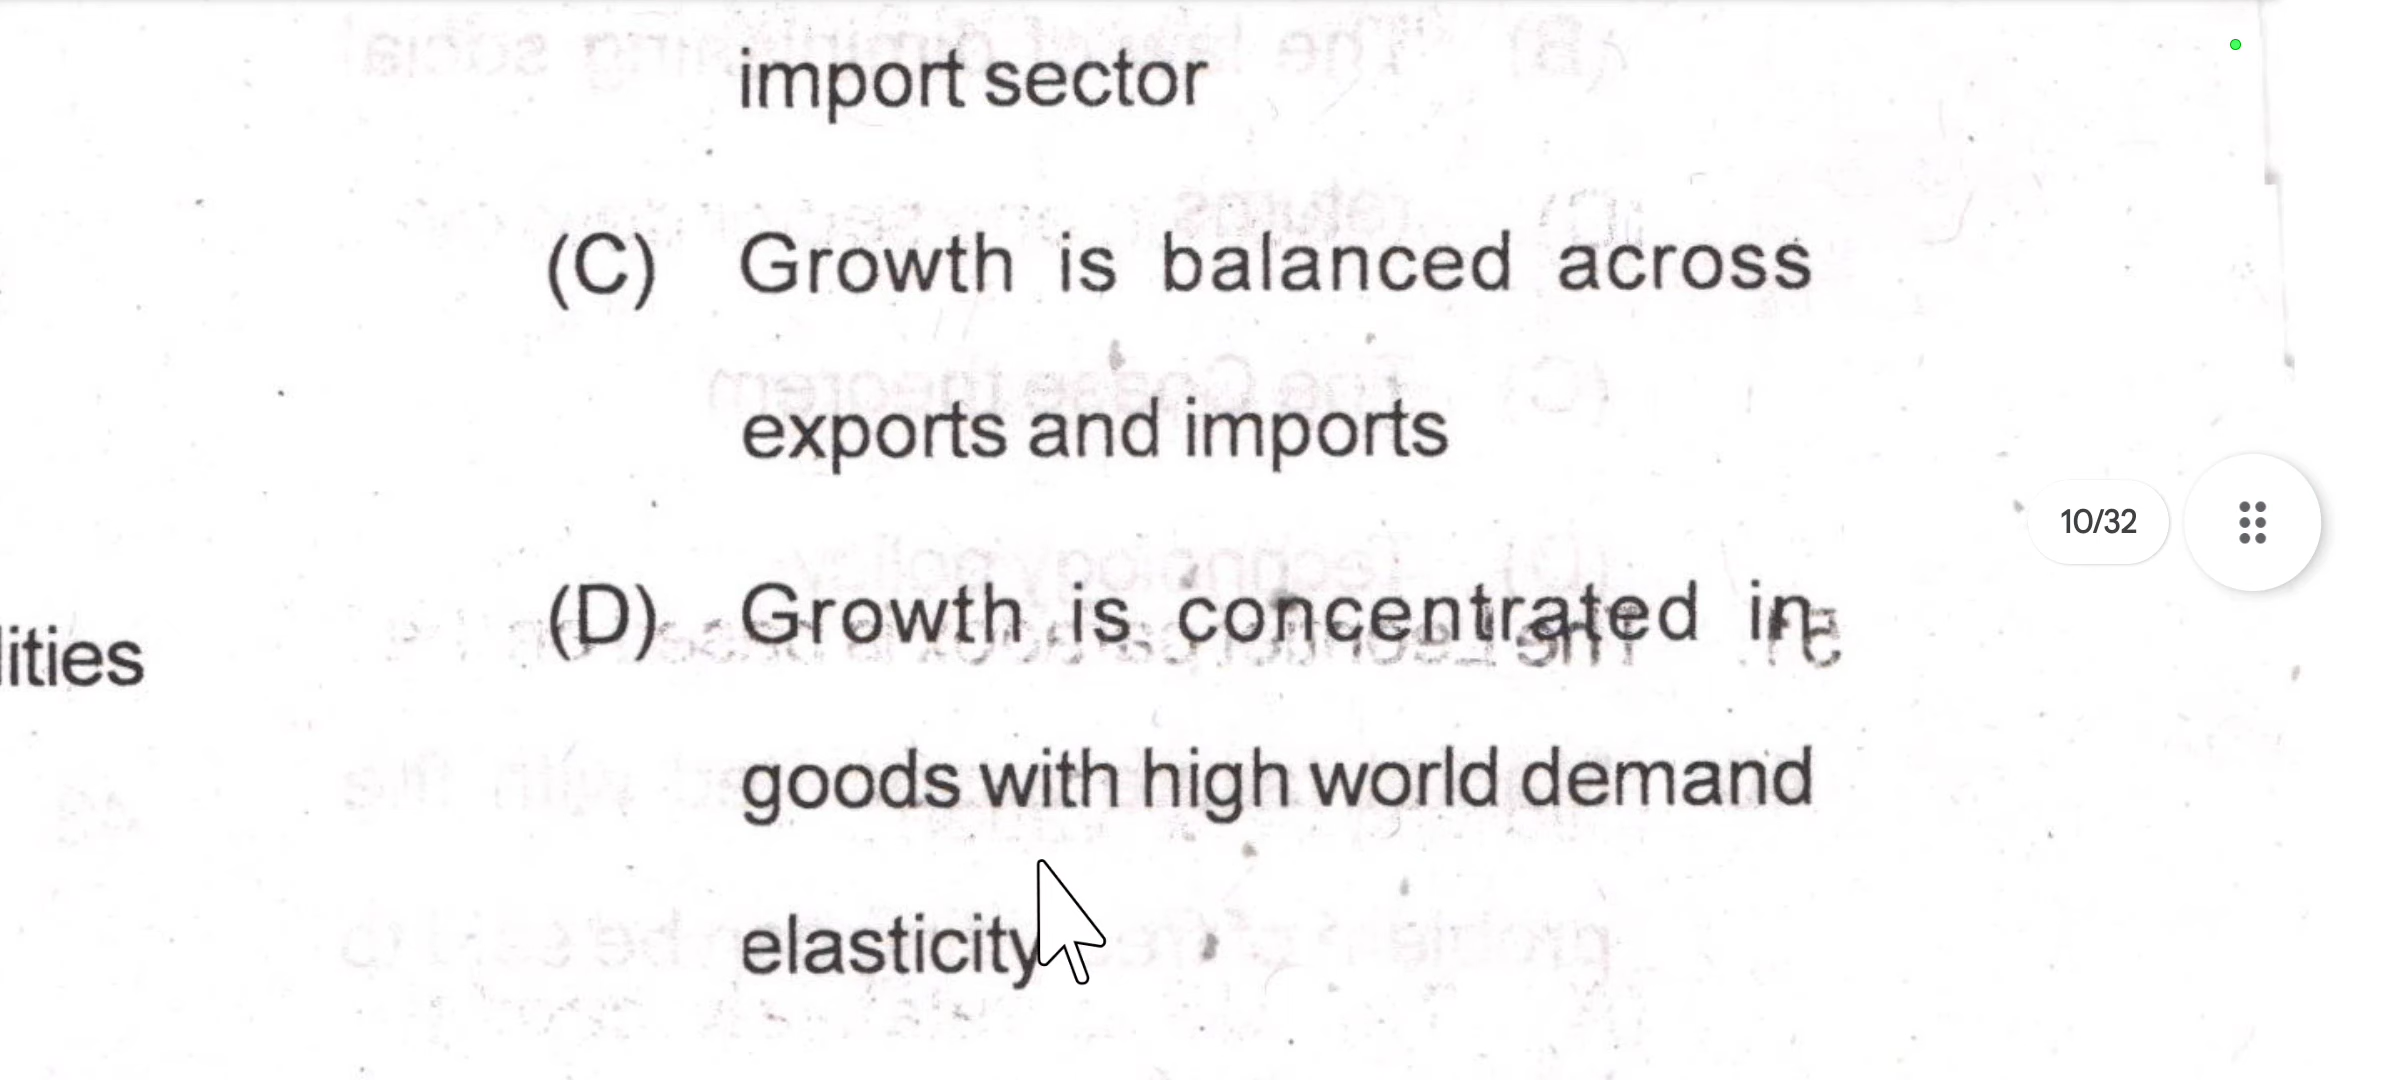 import sector
(C) Growth is balanced across
exports and imports
(D) Growth is concentrated in
goods with high world demand
elasticity
lities
10/32